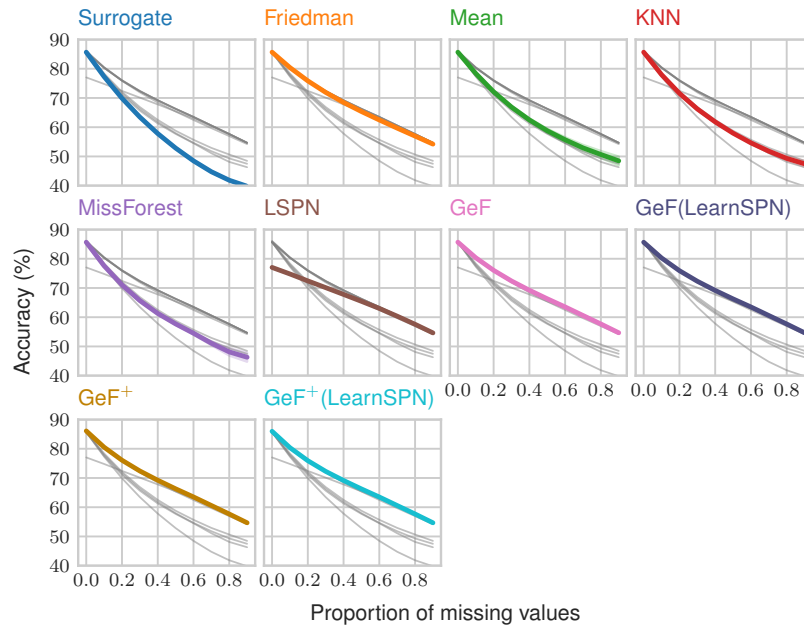 Surrogate Friedman Mean KNN
90
80
70
60
50
40
MissForest LSPN GeF GeF(LearnSPN)
90
80
70
60
50
40
0.0 0.2 0.4 0.6 0.8 0.0 0.2 0.4 0.6 0.8
Accuracy (%)
GeF⁺ GeF⁺(LearnSPN)
90
80
70
60
50
40
0.0 0.2 0.4 0.6 0.8 0.0 0.2 0.4 0.6 0.8
Proportion of missing values